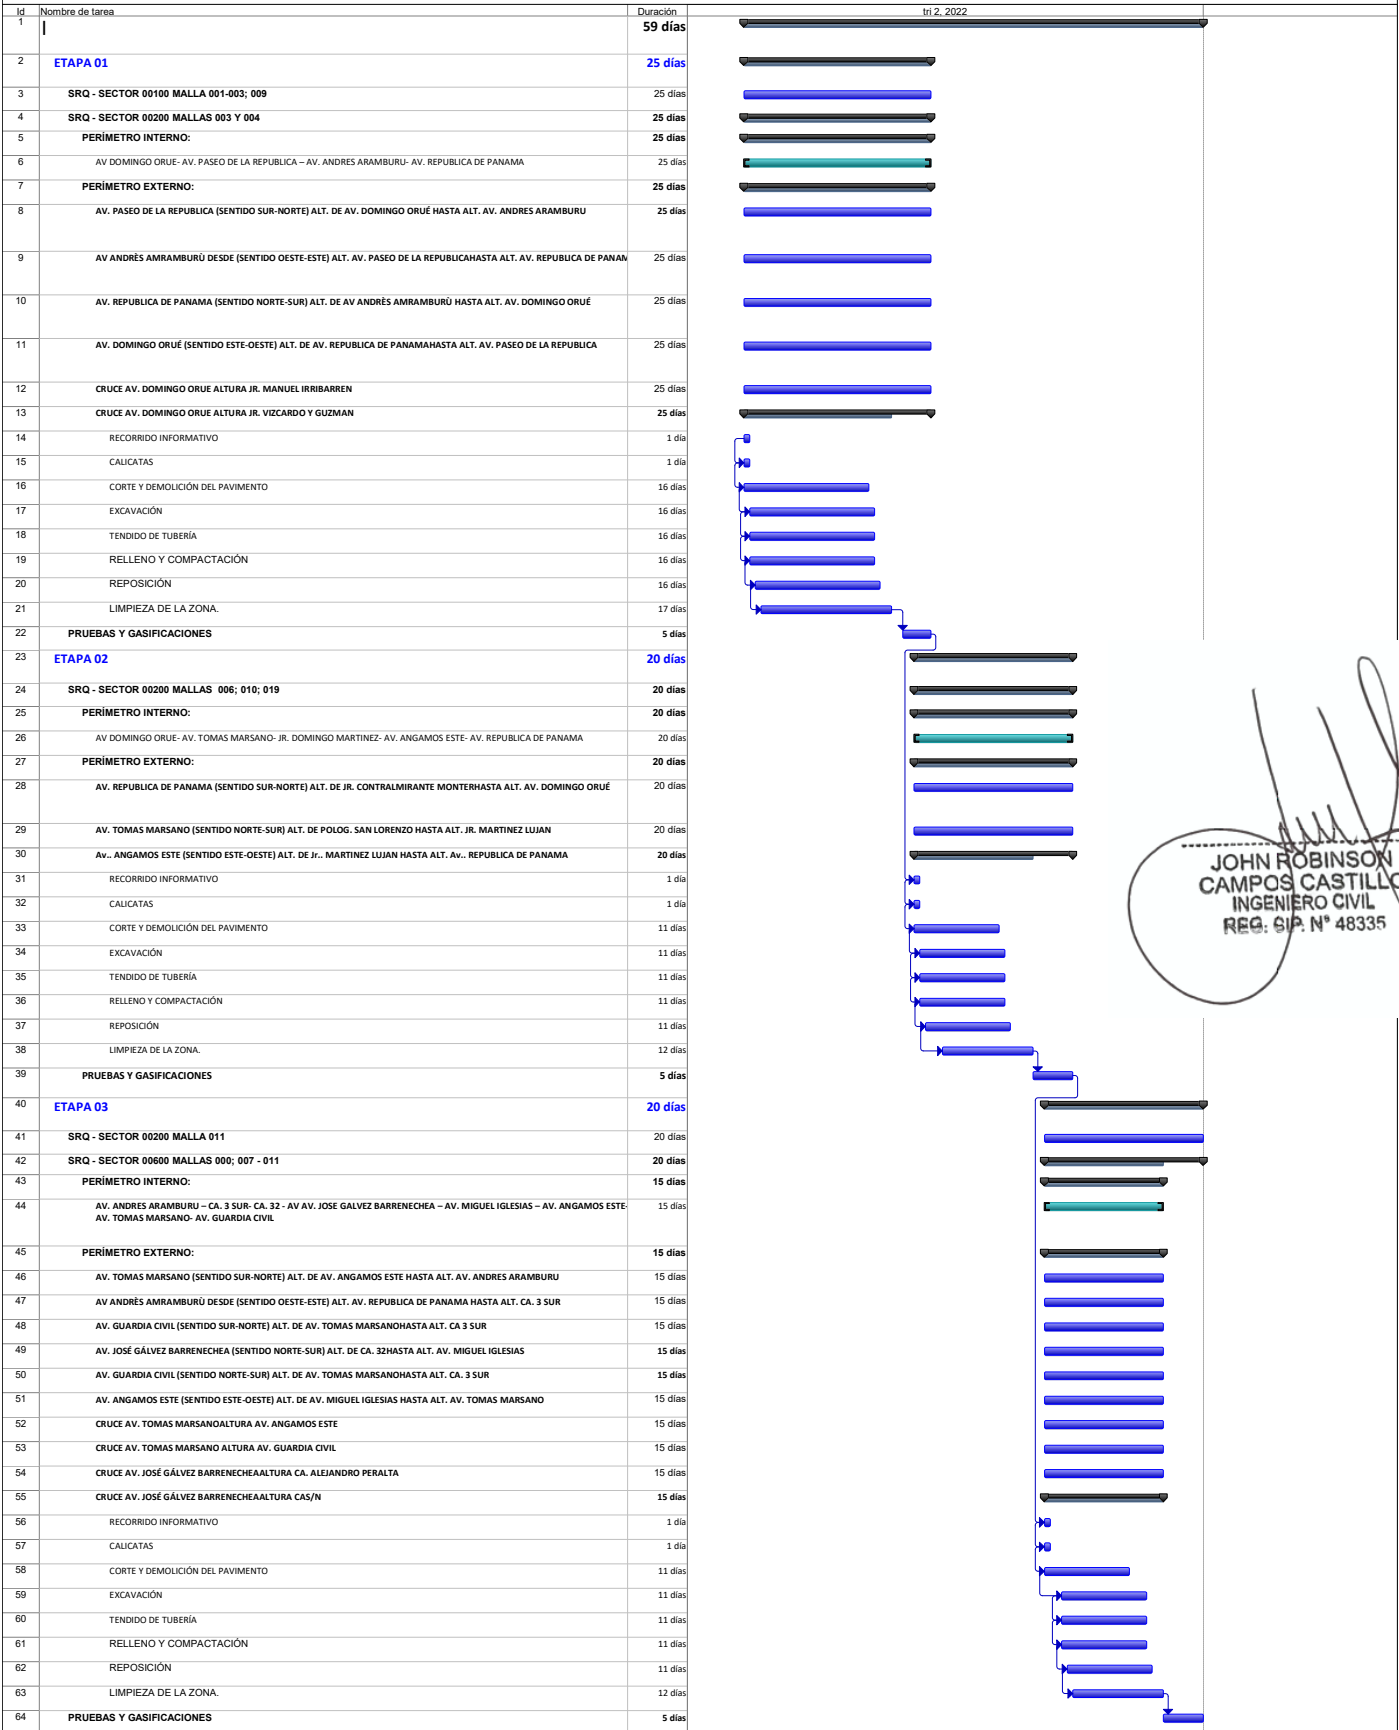 Id Nombre de tarea Duración tri 2, 2022
1 59 días
2 ETAPA 01 25 días
3 SRQ - SECTOR 00100 MALLA 001-003; 009 25 días
4 SRQ - SECTOR 00200 MALLAS 003 Y 004 25 días
5 PERÍMETRO INTERNO: 25 días
6 AV DOMINGO ORUE- AV. PASEO DE LA REPUBLICA – AV. ANDRES ARAMBURU- AV. REPUBLICA DE PANAMA 25 días
7 PERÍMETRO EXTERNO: 25 días
8 AV. PASEO DE LA REPUBLICA (SENTIDO SUR-NORTE) ALT. DE AV. DOMINGO ORUÉ HASTA ALT. AV. ANDRES ARAMBURU 25 días
9 AV ANDRÈS AMRAMBURÙ DESDE (SENTIDO OESTE-ESTE) ALT. AV. PASEO DE LA REPUBLICAHASTA ALT. AV. REPUBLICA DE PANAM 25 días
10 AV. REPUBLICA DE PANAMA (SENTIDO NORTE-SUR) ALT. DE AV ANDRÈS AMRAMBURÙ HASTA ALT. AV. DOMINGO ORUÉ 25 días
11 AV. DOMINGO ORUÉ (SENTIDO ESTE-OESTE) ALT. DE AV. REPUBLICA DE PANAMAHASTA ALT. AV. PASEO DE LA REPUBLICA 25 días
12 CRUCE AV. DOMINGO ORUE ALTURA JR. MANUEL IRRIBARREN 25 días
13 CRUCE AV. DOMINGO ORUE ALTURA JR. VIZCARDO Y GUZMAN 25 días
14 RECORRIDO INFORMATIVO 1 día
15 CALICATAS 1 día
16 CORTE Y DEMOLICIÓN DEL PAVIMENTO 16 días
17 EXCAVACIÓN 16 días
18 TENDIDO DE TUBERÍA 16 días
19 RELLENO Y COMPACTACIÓN 16 días
20 REPOSICIÓN 16 días
21 LIMPIEZA DE LA ZONA. 17 días
22 PRUEBAS Y GASIFICACIONES 5 días
23 ETAPA 02 20 días
24 SRQ - SECTOR 00200 MALLAS 006; 010; 019 20 días
25 PERÍMETRO INTERNO: 20 días
26 AV DOMINGO ORUE- AV. TOMAS MARSANO- JR. DOMINGO MARTINEZ- AV. ANGAMOS ESTE- AV. REPUBLICA DE PANAMA 20 días
27 PERÍMETRO EXTERNO: 20 días
28 AV. REPUBLICA DE PANAMA (SENTIDO SUR-NORTE) ALT. DE JR. CONTRALMIRANTE MONTERHASTA ALT. AV. DOMINGO ORUÉ 20 días
29 AV. TOMAS MARSANO (SENTIDO NORTE-SUR) ALT. DE POLOG. SAN LORENZO HASTA ALT. JR. MARTINEZ LUJAN 20 días
30 Av.. ANGAMOS ESTE (SENTIDO ESTE-OESTE) ALT. DE Jr.. MARTINEZ LUJAN HASTA ALT. Av.. REPUBLICA DE PANAMA 20 días
JOHN ROBINSON
CAMPOS CASTILLO
INGENIERO CIVIL
REG. CIP. N° 48335
31 RECORRIDO INFORMATIVO 1 día
32 CALICATAS 1 día
33 CORTE Y DEMOLICIÓN DEL PAVIMENTO 11 días
34 EXCAVACIÓN 11 días
35 TENDIDO DE TUBERÍA 11 días
36 RELLENO Y COMPACTACIÓN 11 días
37 REPOSICIÓN 11 días
38 LIMPIEZA DE LA ZONA. 12 días
39 PRUEBAS Y GASIFICACIONES 5 días
40 ETAPA 03 20 días
41 SRQ - SECTOR 00200 MALLA 011 20 días
42 SRQ - SECTOR 00600 MALLAS 000; 007 - 011 20 días
43 PERÍMETRO INTERNO: 15 días
44 AV. ANDRES ARAMBURU – CA. 3 SUR- CA. 32 - AV AV. JOSE GALVEZ BARRENECHEA – AV. MIGUEL IGLESIAS – AV. ANGAMOS ESTE- 15 días
AV. TOMAS MARSANO- AV. GUARDIA CIVIL
45 PERÍMETRO EXTERNO: 15 días
46 AV. TOMAS MARSANO (SENTIDO SUR-NORTE) ALT. DE AV. ANGAMOS ESTE HASTA ALT. AV. ANDRES ARAMBURU 15 días
47 AV ANDRÈS AMRAMBURÙ DESDE (SENTIDO OESTE-ESTE) ALT. AV. REPUBLICA DE PANAMA HASTA ALT. CA. 3 SUR 15 días
48 AV. GUARDIA CIVIL (SENTIDO SUR-NORTE) ALT. DE AV. TOMAS MARSANOHASTA ALT. CA 3 SUR 15 días
49 AV. JOSÉ GÁLVEZ BARRENECHEA (SENTIDO NORTE-SUR) ALT. DE CA. 32HASTA ALT. AV. MIGUEL IGLESIAS 15 días
50 AV. GUARDIA CIVIL (SENTIDO NORTE-SUR) ALT. DE AV. TOMAS MARSANOHASTA ALT. CA. 3 SUR 15 días
51 AV. ANGAMOS ESTE (SENTIDO ESTE-OESTE) ALT. DE AV. MIGUEL IGLESIAS HASTA ALT. AV. TOMAS MARSANO 15 días
52 CRUCE AV. TOMAS MARSANOALTURA AV. ANGAMOS ESTE 15 días
53 CRUCE AV. TOMAS MARSANO ALTURA AV. GUARDIA CIVIL 15 días
54 CRUCE AV. JOSÉ GÁLVEZ BARRENECHEAALTURA CA. ALEJANDRO PERALTA 15 días
55 CRUCE AV. JOSÉ GÁLVEZ BARRENECHEAALTURA CAS/N 15 días
56 RECORRIDO INFORMATIVO 1 día
57 CALICATAS 1 día
58 CORTE Y DEMOLICIÓN DEL PAVIMENTO 11 días
59 EXCAVACIÓN 11 días
60 TENDIDO DE TUBERÍA 11 días
61 RELLENO Y COMPACTACIÓN 11 días
62 REPOSICIÓN 11 días
63 LIMPIEZA DE LA ZONA. 12 días
64 PRUEBAS Y GASIFICACIONES 5 días